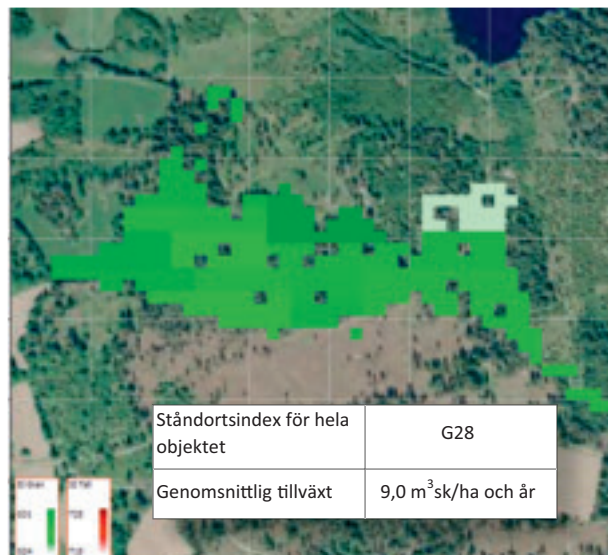 Ståndortsindex för hela
objektet
G28
Genomsnittlig tillväxt
9,0 m³sk/ha och år